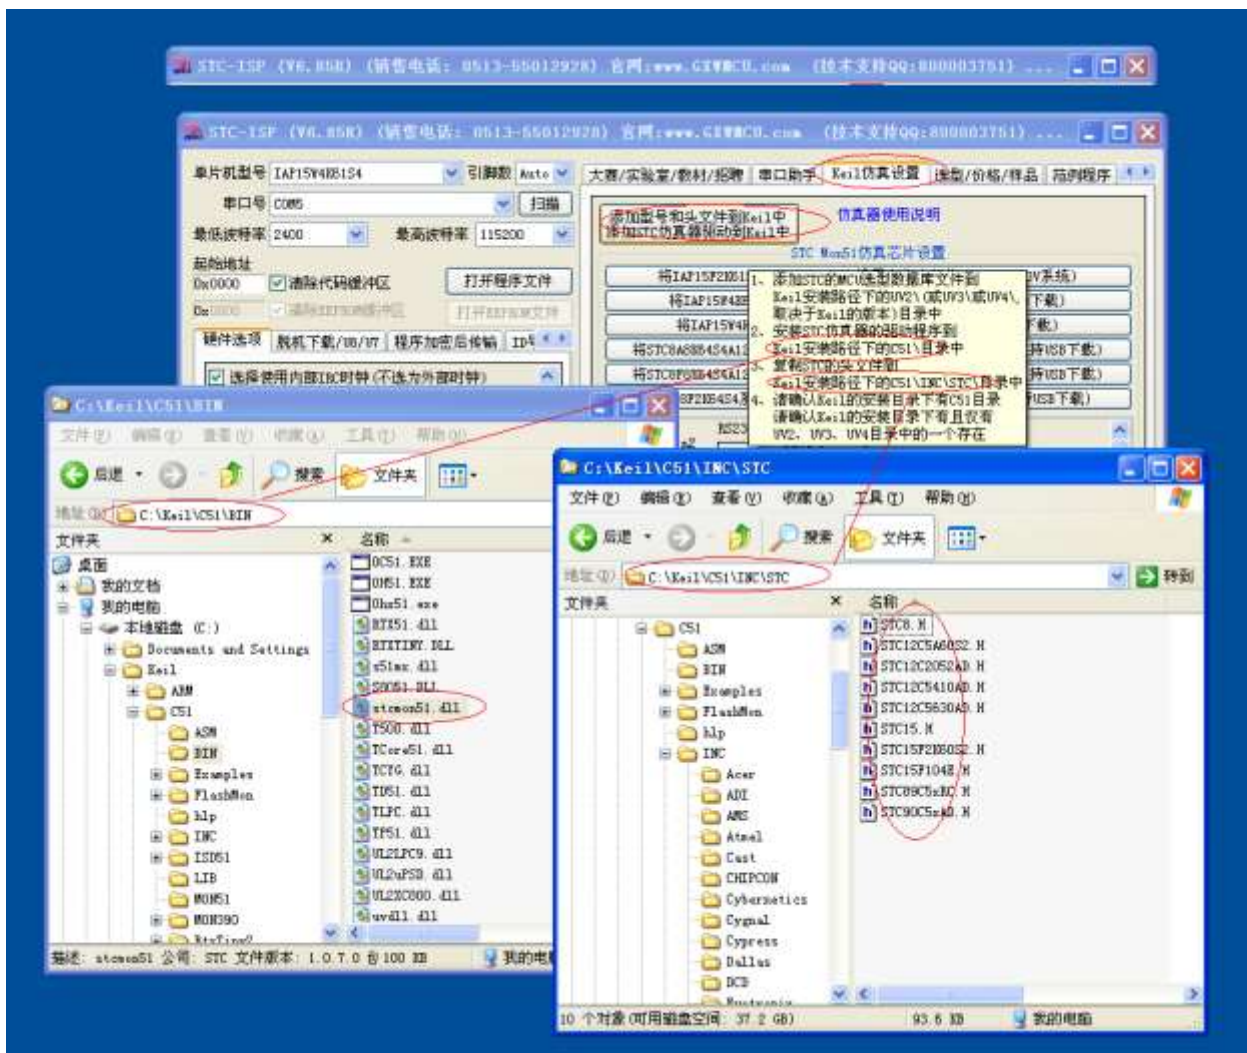 STC-ISP (V6.85R) (销售电话: 0513-55012928) 官网:www.GXWMCU.com (技术支持QQ:800003751) ...
STC-ISP (V6.85R) (销售电话: 0513-55012928) 官网:www.GXWMCU.com (技术支持QQ:800003751) ...
单片机型号 IAP15W4K61S4 引脚数 Auto
串口号 COM5 扫描
最低波特率 2400 最高波特率 115200
起始地址
0x0000 清除代码缓冲区 打开程序文件
硬件选项 脱机下载/U8/U7 程序加密后传输
选择使用内部IRC时钟(不选为外部时钟)
大赛/实验室/教材/招聘 串口助手 Keil仿真设置 选型/价格/样品 范例程序
添加型号和头文件到Keil中
添加STC仿真器驱动到Keil中
仿真器使用说明
STC Mon51仿真芯片设置
1、添加STC的MCU选型数据库文件到
Keil安装路径下的UV2\(或UV3\或UV4\,
取决于Keil的版本)目录中
2、安装STC仿真器的驱动程序到
Keil安装路径下的C51\目录中
3、复制STC的头文件到
Keil安装路径下的C51\INC\STC\目录中
4、请确认Keil的安装目录下有C51目录
请确认Keil的安装目录下有且仅有
UV2、UV3、UV4目录中的一个存在
C:\Keil\C51\BIN
文件(F) 编辑(E) 查看(V) 收藏(A) 工具(T) 帮助(H)
后退 搜索 文件夹
地址(D) C:\Keil\C51\BIN
文件夹
桌面
我的文档
我的电脑
本地磁盘 (C:)
Documents and Settings
Keil
ARM
C51
ASM
BIN
Examples
FlashMon
hlp
INC
ISD51
LIB
MON51
MON390
RtxTiny2
名称
OC51.EXE
OH51.EXE
Ohx51.exe
RTX51.dll
RTXTINY.DLL
s51mx.dll
S8051.DLL
stcmon51.dll
T500.dll
TCore51.dll
TCYG.dll
TD51.dll
TLPC.dll
TP51.dll
UL2LPC9.dll
UL2uPSD.dll
UL2XC800.dll
uvdll.dll
描述: stcmon51 公司: STC 文件版本: 1.0.7.0 100 KB 我的电
C:\Keil\C51\INC\STC
文件(F) 编辑(E) 查看(V) 收藏(A) 工具(T) 帮助(H)
后退 搜索 文件夹
地址(D) C:\Keil\C51\INC\STC 转到
文件夹
C51
ASM
BIN
Examples
FlashMon
hlp
INC
Acer
ADI
AMS
Atmel
Cast
CHIPCON
Cybernetics
Cygnal
Cypress
Dallas
DCD
名称
STC8.H
STC12C5A60S2.H
STC12C2052AD.H
STC12C5410AD.H
STC12C5630AD.H
STC15.H
STC15F2K60S2.H
STC15F104E.H
STC89C5xRC.H
STC90C5xAD.H
10 个对象(可用磁盘空间: 37.2 GB) 93.6 KB 我的电脑